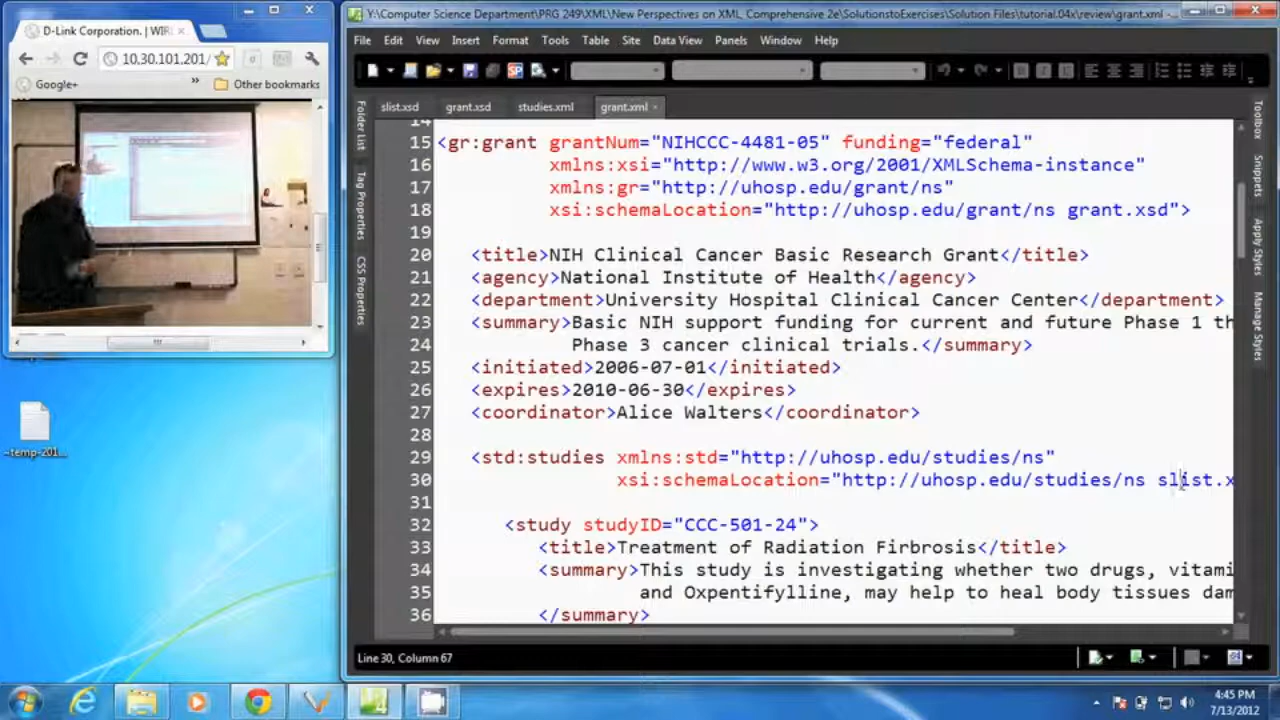 D-Link Corporation. | WIRI
10.30.101.201/
Google+
»
Other bookmarks
~temp-201...
Y:\Computer Science Department\PRG 249\XML\New Perspectives on XML, Comprehensive 2e\SolutionstoExercises\Solution Files\tutorial.04x\review\grant.xml -
File Edit View Insert Format Tools Table Site Data View Panels Window Help
slist.xsd grant.xsd studies.xml grant.xml ×
Folder List
Tag Properties
CSS Properties
14
15 <gr:grant grantNum="NIHCCC-4481-05" funding="federal"
16 xmlns:xsi="http://www.w3.org/2001/XMLSchema-instance"
17 xmlns:gr="http://uhosp.edu/grant/ns"
18 xsi:schemaLocation="http://uhosp.edu/grant/ns grant.xsd">
19
20 <title>NIH Clinical Cancer Basic Research Grant</title>
21 <agency>National Institute of Health</agency>
22 <department>University Hospital Clinical Cancer Center</department>
23 <summary>Basic NIH support funding for current and future Phase 1 th
24 Phase 3 cancer clinical trials.</summary>
25 <initiated>2006-07-01</initiated>
26 <expires>2010-06-30</expires>
27 <coordinator>Alice Walters</coordinator>
28
29 <std:studies xmlns:std="http://uhosp.edu/studies/ns"
30 xsi:schemaLocation="http://uhosp.edu/studies/ns slist.x
31
32 <study studyID="CCC-501-24">
33 <title>Treatment of Radiation Firbrosis</title>
34 <summary>This study is investigating whether two drugs, vitami
35 and Oxpentifylline, may help to heal body tissues dam
36 </summary>
Toolbox
Snippets
Apply Styles
Manage Styles
Line 30, Column 67
4:45 PM
7/13/2012